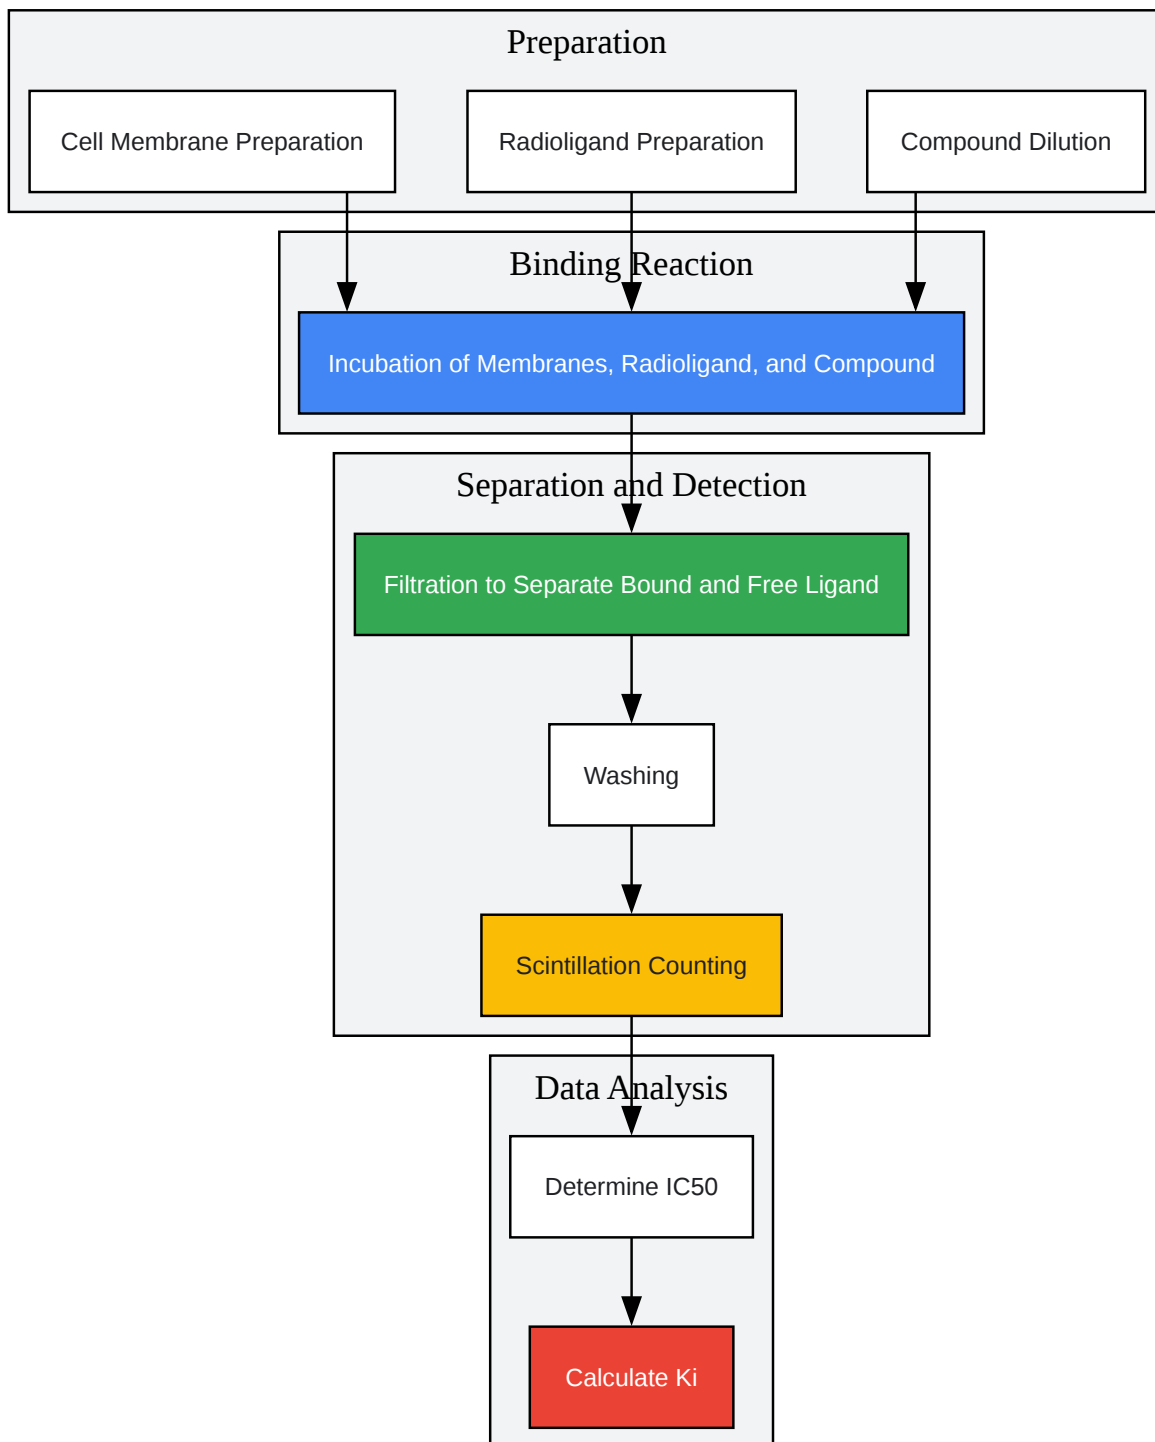 Preparation
Cell Membrane Preparation
Radioligand Preparation
Compound Dilution
Binding Reaction
Incubation of Membranes, Radioligand, and Compound
Separation and Detection
Filtration to Separate Bound and Free Ligand
Washing
Scintillation Counting
Data Analysis
Determine IC50
Calculate Ki